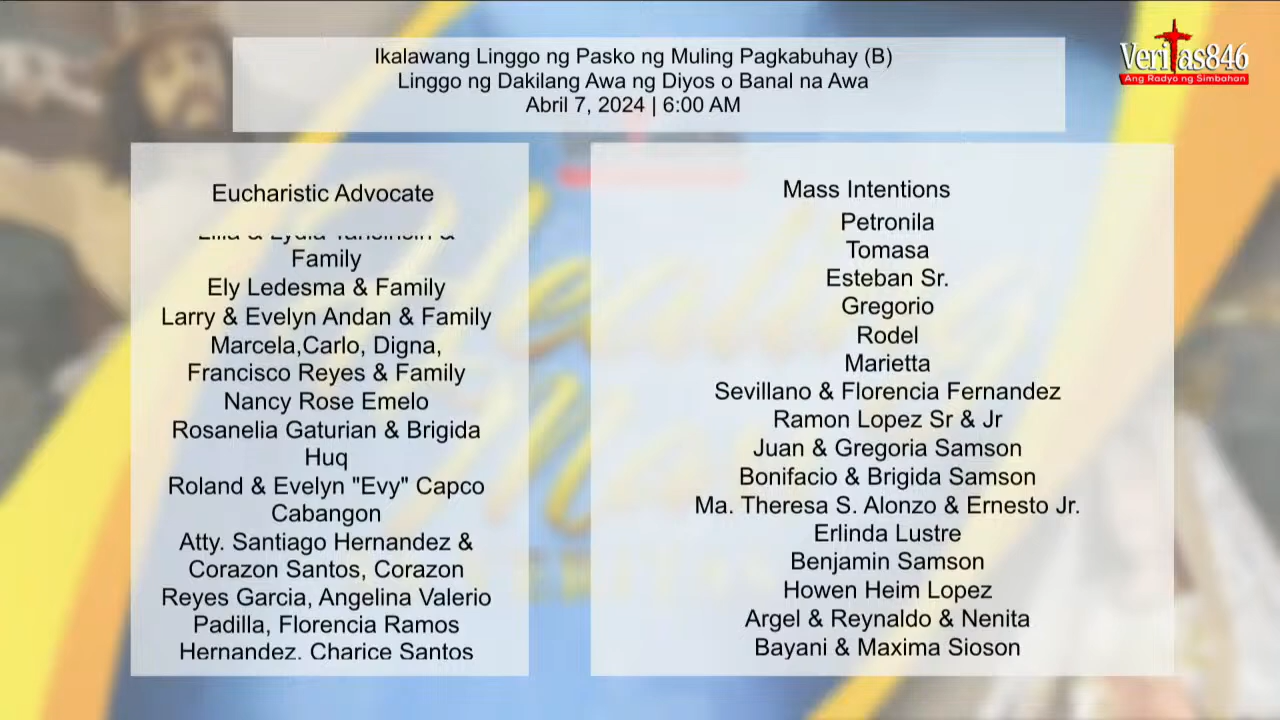 Ikalawang Linggo ng Pasko ng Muling Pagkabuhay (B)
Linggo ng Dakilang Awa ng Diyos o Banal na Awa
Abril 7, 2024 | 6:00 AM
Veritas846
Ang Radyo ng Simbahan
Eucharistic Advocate
Family
Ely Ledesma & Family
Larry & Evelyn Andan & Family
Marcela,Carlo, Digna,
Francisco Reyes & Family
Nancy Rose Emelo
Rosanelia Gaturian & Brigida
Huq
Roland & Evelyn "Evy" Capco
Cabangon
Atty. Santiago Hernandez &
Corazon Santos, Corazon
Reyes Garcia, Angelina Valerio
Padilla, Florencia Ramos
Hernandez. Charice Santos
Mass Intentions
Petronila
Tomasa
Esteban Sr.
Gregorio
Rodel
Marietta
Sevillano & Florencia Fernandez
Ramon Lopez Sr & Jr
Juan & Gregoria Samson
Bonifacio & Brigida Samson
Ma. Theresa S. Alonzo & Ernesto Jr.
Erlinda Lustre
Benjamin Samson
Howen Heim Lopez
Argel & Reynaldo & Nenita
Bayani & Maxima Sioson